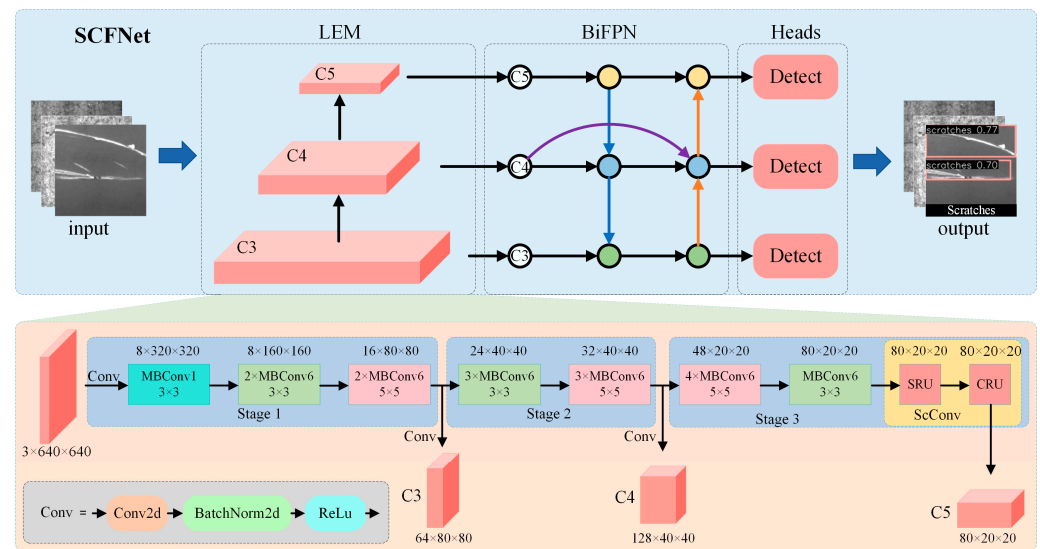 SCFNet
LEM
BiFPN
Heads
C5
C5
Detect
scratches 0.77
C4
C4
Detect
scratches 0.70
Scratches
input
output
C3
C3
Detect
8×320×320
8×160×160
16×80×80
24×40×40
32×40×40
48×20×20
80×20×20
80×20×20
80×20×20
Conv
MBConv1
3×3
2×MBConv6
3×3
2×MBConv6
5×5
3×MBConv6
3×3
3×MBConv6
5×5
4×MBConv6
5×5
MBConv6
3×3
SRU
CRU
Stage 1
Stage 2
Stage 3
ScConv
Conv
Conv
3×640×640
C3
C4
C5
Conv =
Conv2d
BatchNorm2d
ReLu
64×80×80
128×40×40
80×20×20